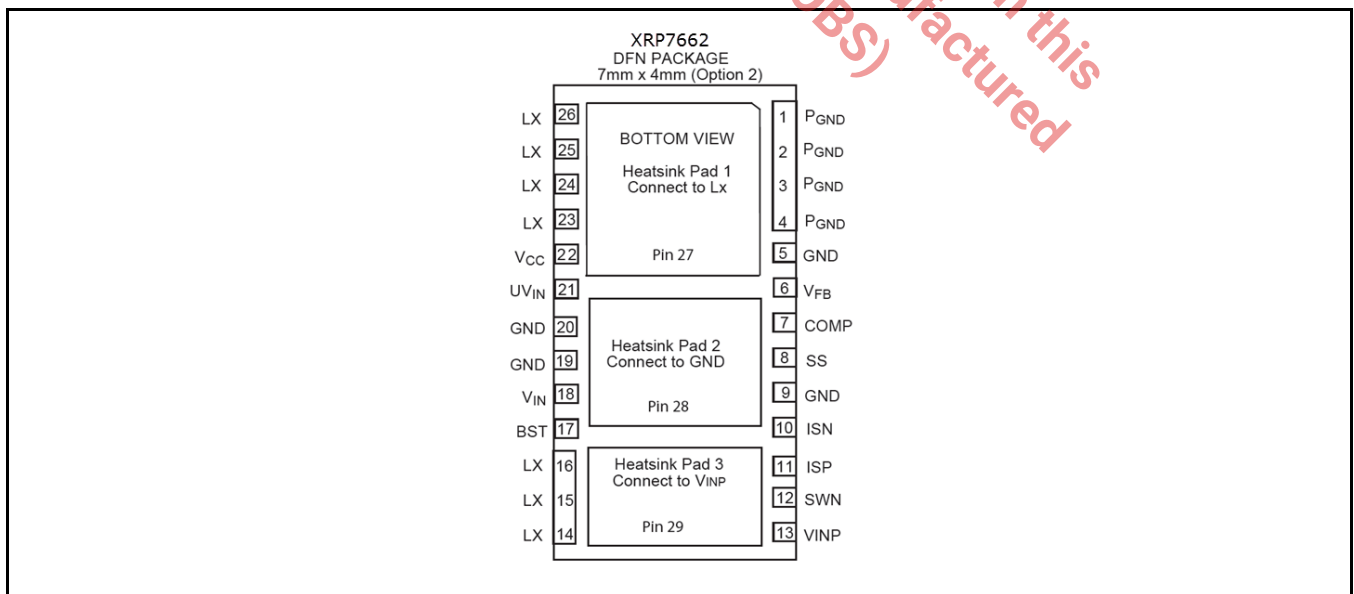 n this
OBS)
nufactured
XRP7662
DFN PACKAGE
7mm x 4mm (Option 2)
LX 26
LX 25
LX 24
LX 23
VCC 22
UVIN 21
GND 20
GND 19
VIN 18
BST 17
LX 16
LX 15
LX 14
BOTTOM VIEW
Heatsink Pad 1
Connect to Lx
Pin 27
Heatsink Pad 2
Connect to GND
Pin 28
Heatsink Pad 3
Connect to VINP
Pin 29
1 PGND
2 PGND
3 PGND
4 PGND
5 GND
6 VFB
7 COMP
8 SS
9 GND
10 ISN
11 ISP
12 SWN
13 VINP